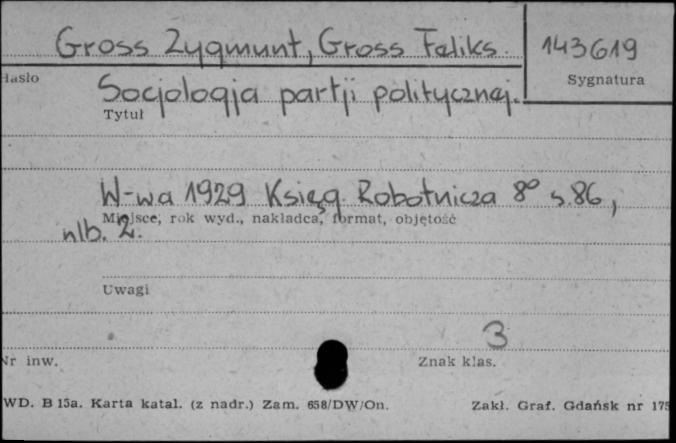 Gross Zygmunt, Gross Feliks. 143619
Hasło Sygnatura
Socjologja partji politycznej.
Tytuł
W-wa 1929 Księg. Robotnicza 8° s. 86,
Miejsce, rok wyd., nakładca, format, objętość
nlb. 2.
Uwagi
3
Nr inw. Znak klas.
WD. B 15a. Karta katal. (z nadr.) Zam. 658/DW/On. Zakł. Graf. Gdańsk nr 175